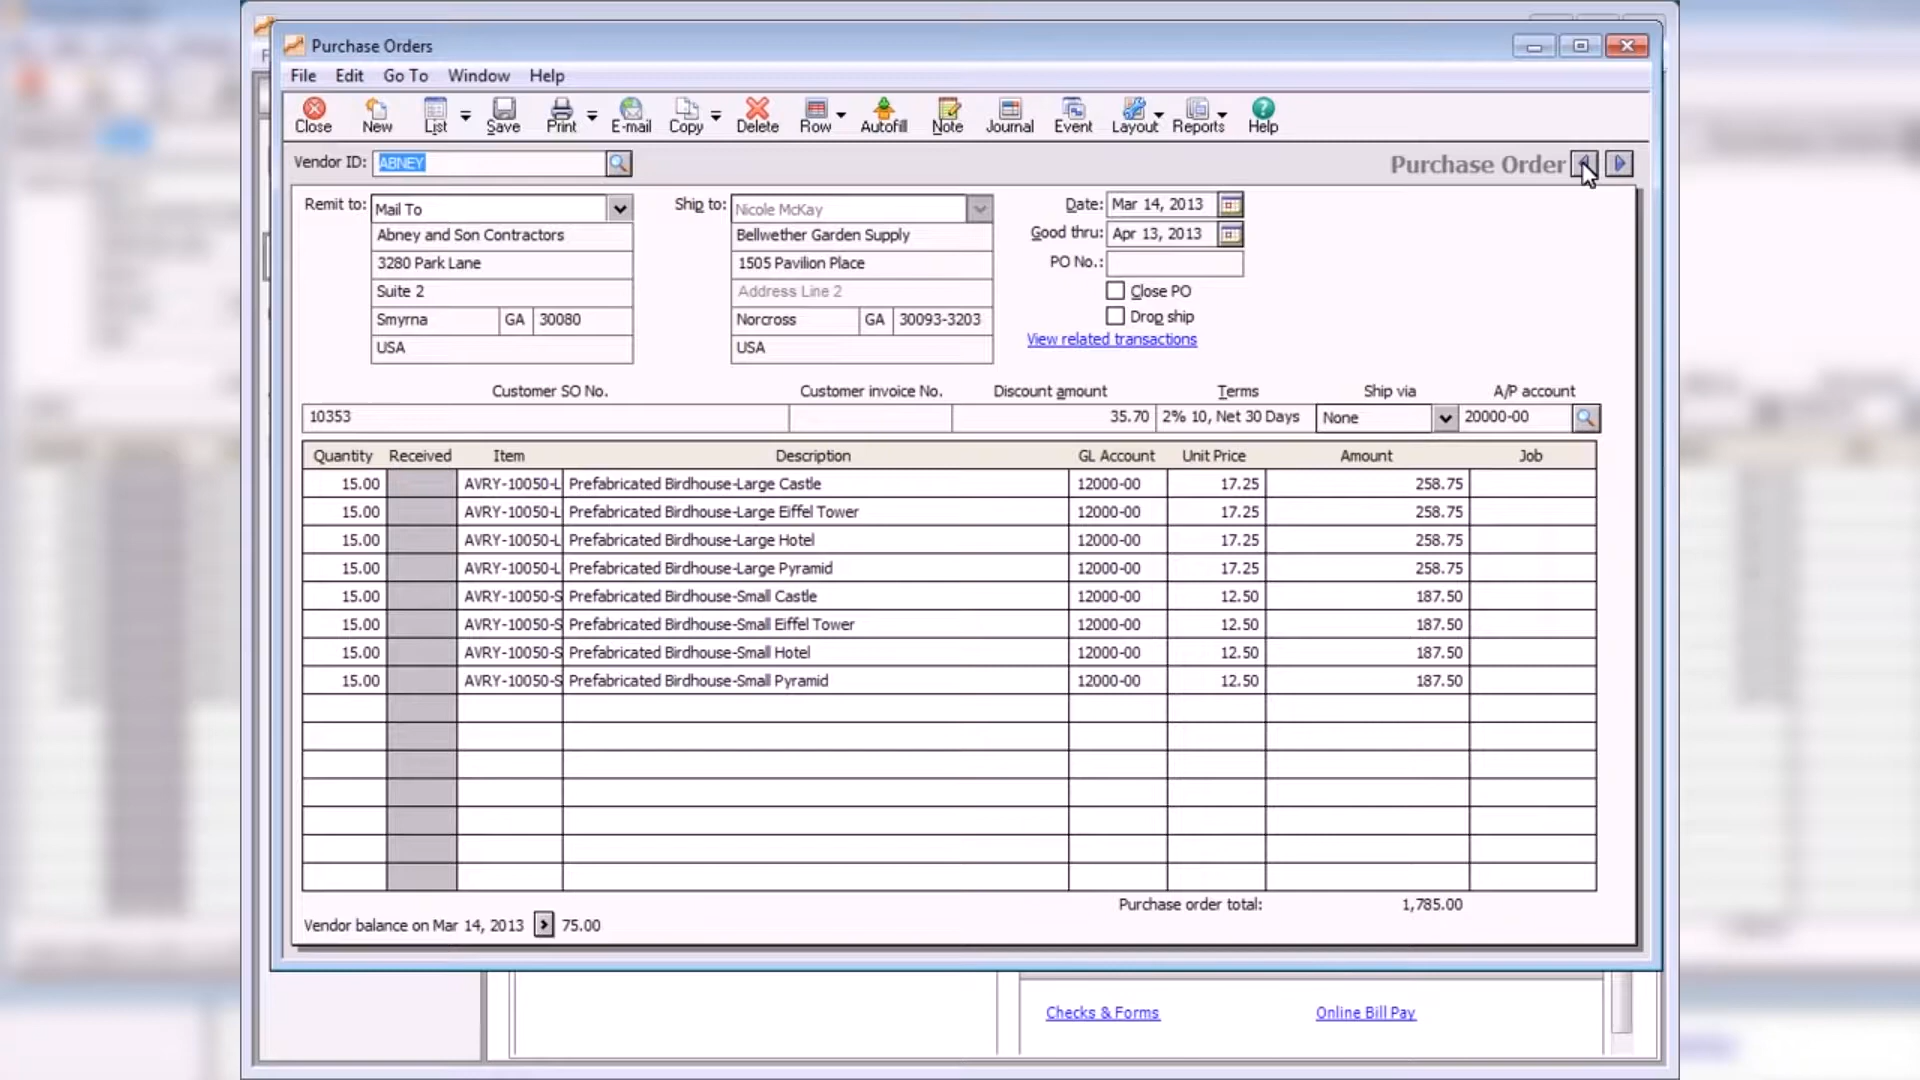 Purchase Orders
File Edit Go To Window Help
Close New List Save Print E-mail Copy Delete Row Autofill Note Journal Event Layout Reports Help
Vendor ID: ABNEY Purchase Order
Remit to: Mail To Ship to: Nicole McKay Date: Mar 14, 2013
Abney and Son Contractors Bellwether Garden Supply Good thru: Apr 13, 2013
3280 Park Lane 1505 Pavilion Place PO No.:
Suite 2 Address Line 2 Close PO
Smyrna GA 30080 Norcross GA 30093-3203 Drop ship
USA USA View related transactions
Customer SO No. Customer invoice No. Discount amount Terms Ship via A/P account
10353 35.70 2% 10, Net 30 Days None 20000-00
Quantity Received Item Description GL Account Unit Price Amount Job
15.00 AVRY-10050-L Prefabricated Birdhouse-Large Castle 12000-00 17.25 258.75
15.00 AVRY-10050-L Prefabricated Birdhouse-Large Eiffel Tower 12000-00 17.25 258.75
15.00 AVRY-10050-L Prefabricated Birdhouse-Large Hotel 12000-00 17.25 258.75
15.00 AVRY-10050-L Prefabricated Birdhouse-Large Pyramid 12000-00 17.25 258.75
15.00 AVRY-10050-S Prefabricated Birdhouse-Small Castle 12000-00 12.50 187.50
15.00 AVRY-10050-S Prefabricated Birdhouse-Small Eiffel Tower 12000-00 12.50 187.50
15.00 AVRY-10050-S Prefabricated Birdhouse-Small Hotel 12000-00 12.50 187.50
15.00 AVRY-10050-S Prefabricated Birdhouse-Small Pyramid 12000-00 12.50 187.50
Purchase order total: 1,785.00
Vendor balance on Mar 14, 2013 75.00
Checks & Forms Online Bill Pay